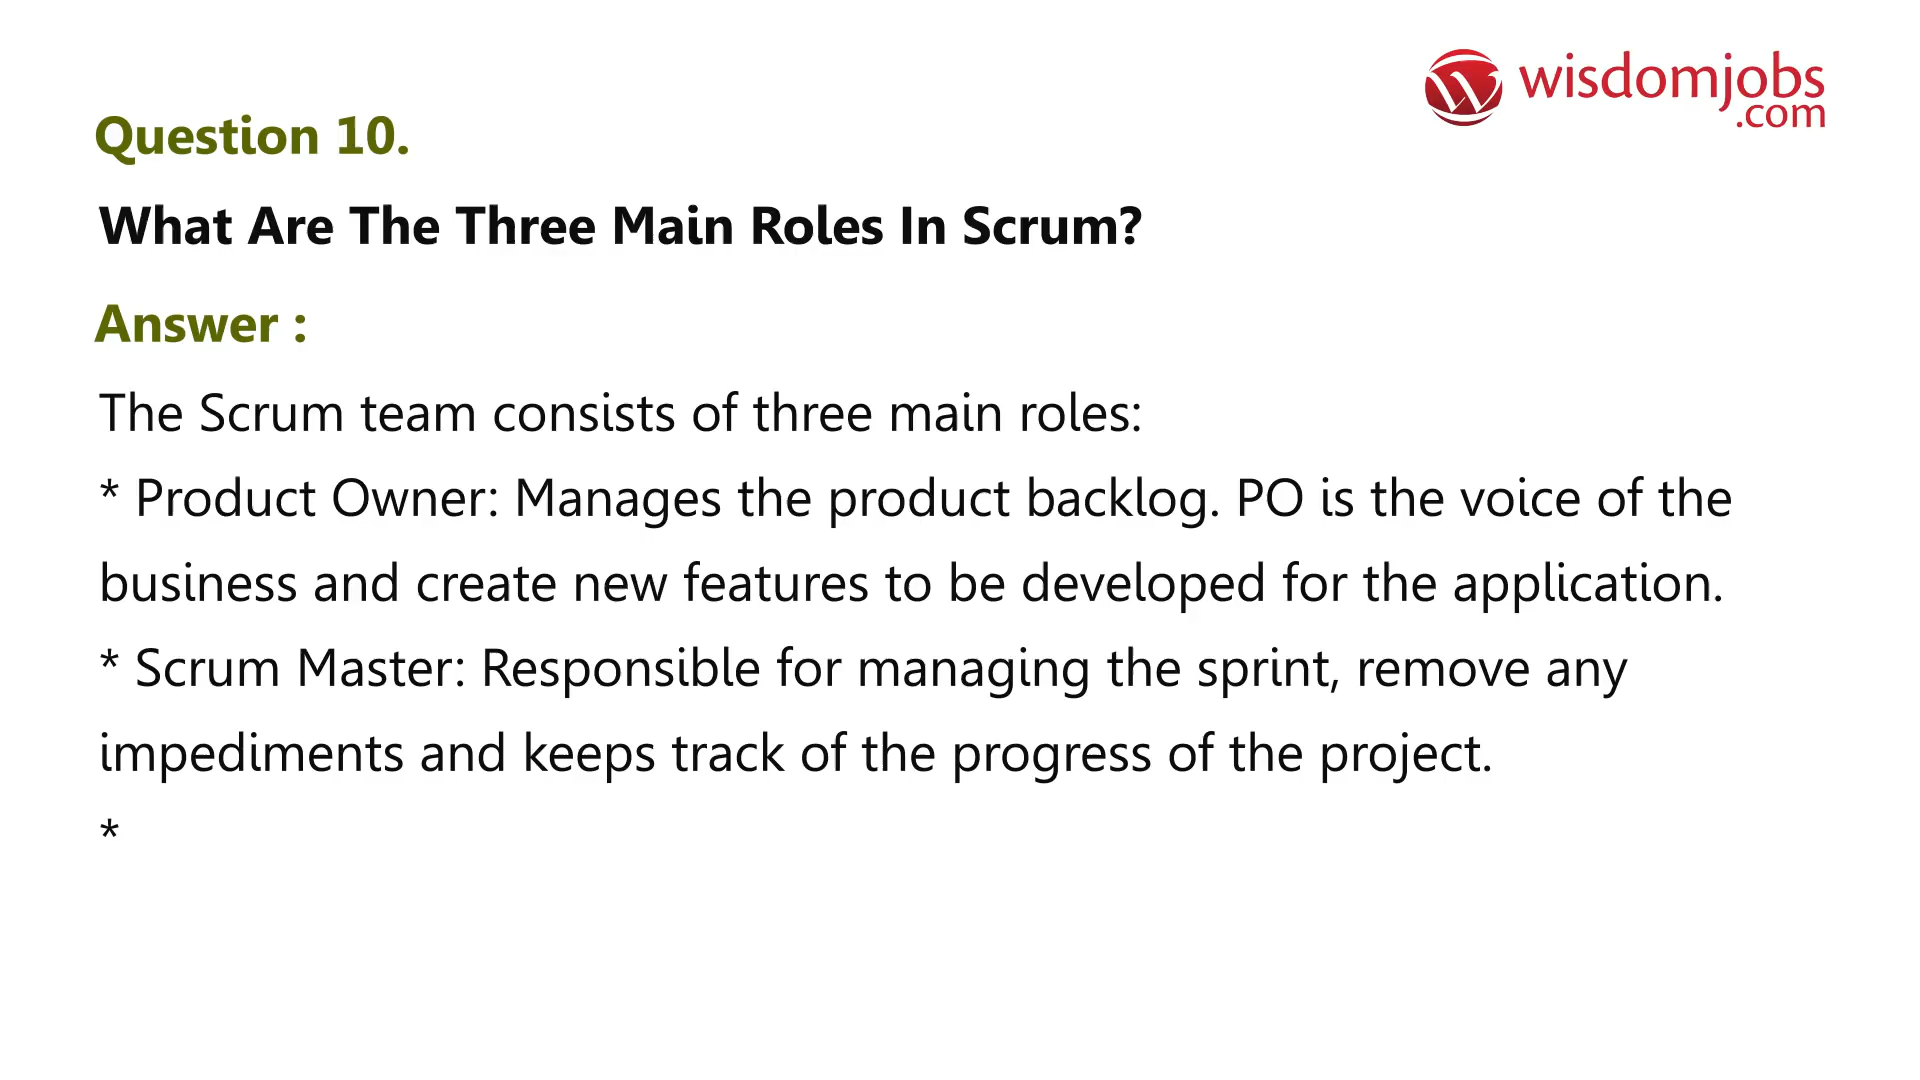 wisdomjobs
.com
Question 10.
What Are The Three Main Roles In Scrum?
Answer :
The Scrum team consists of three main roles:
* Product Owner: Manages the product backlog. PO is the voice of the
business and create new features to be developed for the application.
* Scrum Master: Responsible for managing the sprint, remove any
impediments and keeps track of the progress of the project.
*